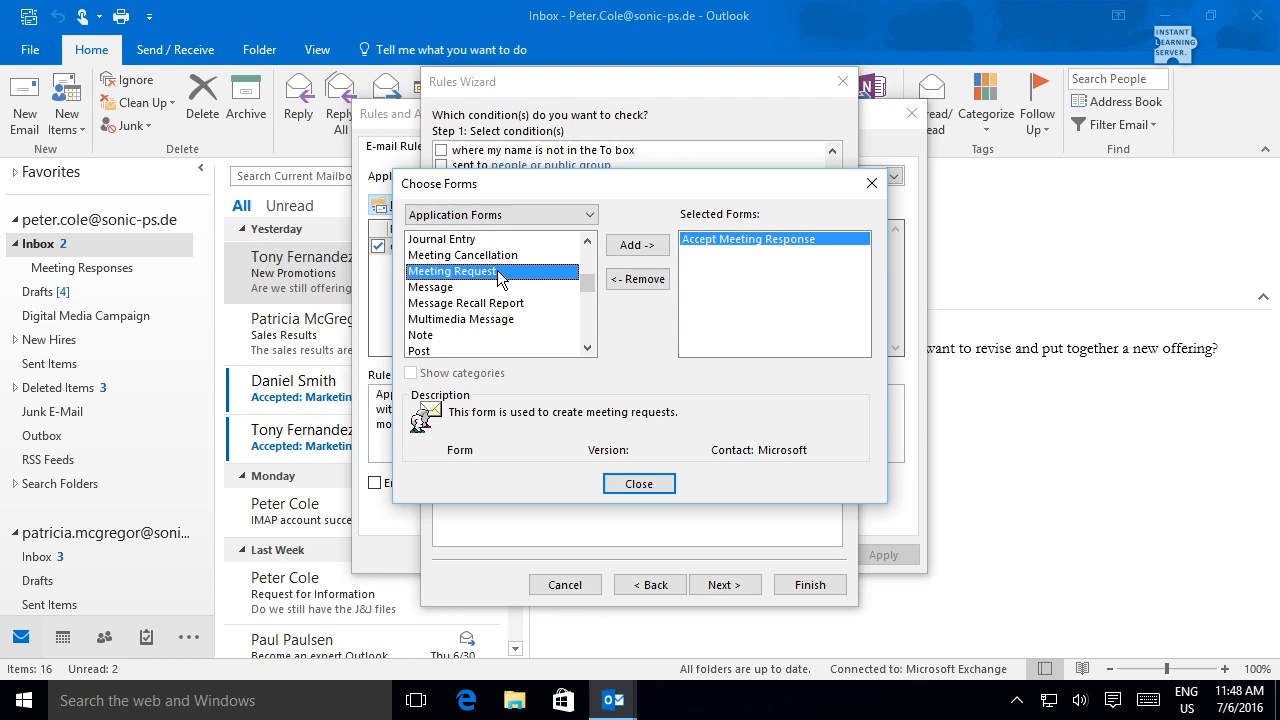 Inbox - Peter.Cole@sonic-ps.de - Outlook
INSTANT
LEARNING
SERVER.
File
Home
Send / Receive
Folder
View
Tell me what you want to do
New
Email
New
Items
New
Ignore
Clean Up
Junk
Delete
Archive
Delete
Reply
Reply
All
Categorize
Follow
Up
Tags
Search People
Address Book
Filter Email
Find
Favorites
peter.cole@sonic-ps.de
Inbox 2
Meeting Responses
Drafts [4]
Digital Media Campaign
New Hires
Sent Items
Deleted Items 3
Junk E-Mail
Outbox
RSS Feeds
Search Folders
patricia.mcgregor@soni...
Inbox 3
Drafts
Sent Items
Search Current Mailbo
All
Unread
Yesterday
Tony Fernandez
New Promotions
Are we still offering
Patricia McGreg
Sales Results
The sales results are
Daniel Smith
Accepted: Marketin
Tony Fernandez
Accepted: Marketin
Monday
Peter Cole
IMAP account succe
Last Week
Peter Cole
Request for Information
Do we still have the J&J files
Paul Paulsen
Become an expert Outlook
Thu 6/30
Rules and A
E-mail Rule
Appl
Rule
App
with
mo
En
Apply
Rules Wizard
Which condition(s) do you want to check?
Step 1: Select condition(s)
where my name is not in the To box
sent to people or public group
Cancel
< Back
Next >
Finish
Choose Forms
Application Forms
Journal Entry
Meeting Cancellation
Meeting Request
Message
Message Recall Report
Multimedia Message
Note
Post
Add ->
<- Remove
Selected Forms:
Accept Meeting Response
Show categories
Description
This form is used to create meeting requests.
Form
Version:
Contact: Microsoft
Close
want to revise and put together a new offering?
Items: 16
Unread: 2
All folders are up to date.
Connected to: Microsoft Exchange
100%
Search the web and Windows
ENG
US
11:48 AM
7/6/2016